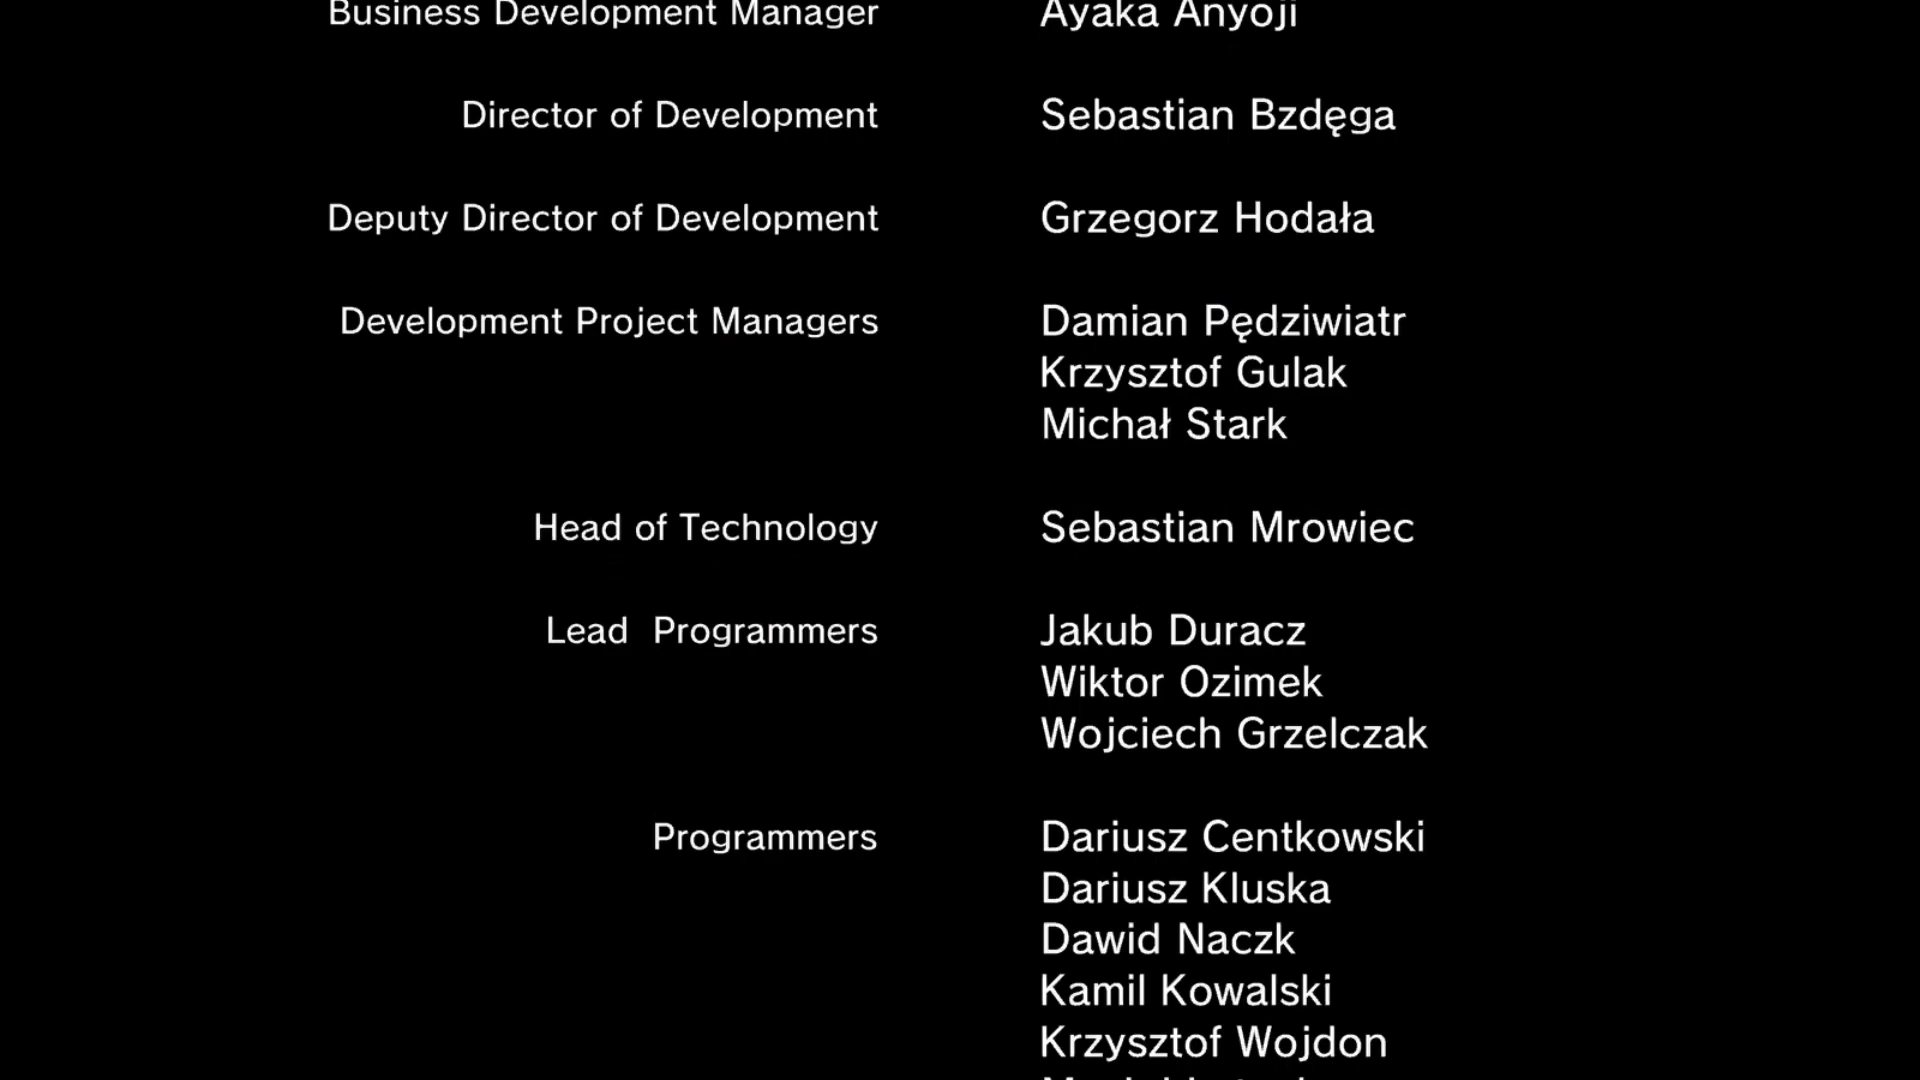 Business Development Manager Ayaka Anyoji
Director of Development Sebastian Bzdęga
Deputy Director of Development Grzegorz Hodała
Development Project Managers Damian Pędziwiatr
Krzysztof Gulak
Michał Stark
Head of Technology Sebastian Mrowiec
Lead  Programmers Jakub Duracz
Wiktor Ozimek
Wojciech Grzelczak
Programmers Dariusz Centkowski
Dariusz Kluska
Dawid Naczk
Kamil Kowalski
Krzysztof Wojdon